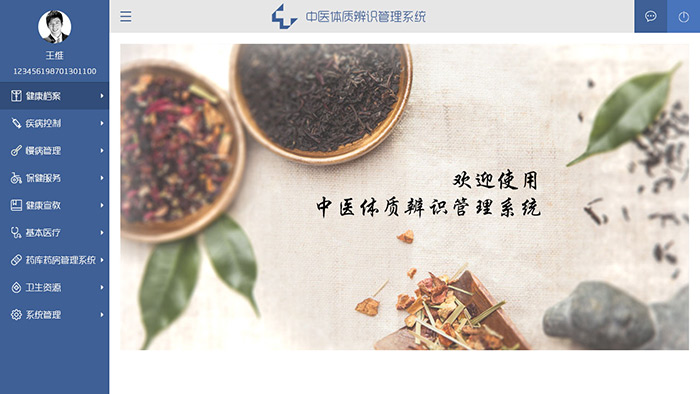 中医体质辨识管理系统
王维
123456198701301100
健康档案
疾病控制
慢病管理
保健服务
健康宣教
基本医疗
药库药房管理系统
卫生资源
系统管理
欢迎使用
中医体质辨识管理系统